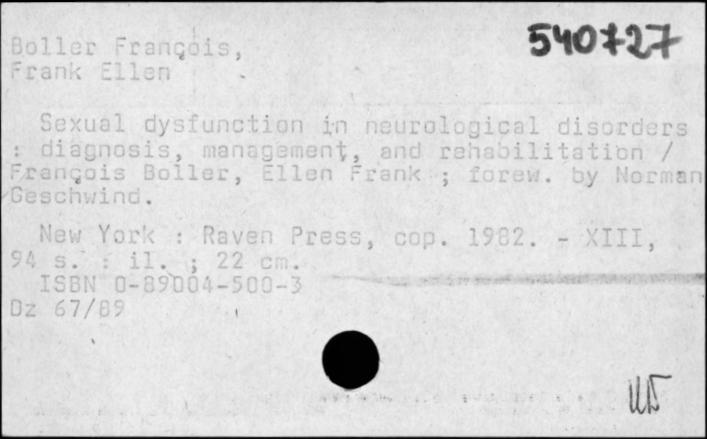 540727
Boller François,
Frank Ellen
Sexual dysfunction in neurological disorders
: diagnosis, management, and rehabilitation /
François Boller, Ellen Frank ; forew. by Norman
Geschwind.
New York : Raven Press, cop. 1982. - XIII,
94 s. : il. ; 22 cm.
ISBN 0-89004-500-3
Dz 67/89